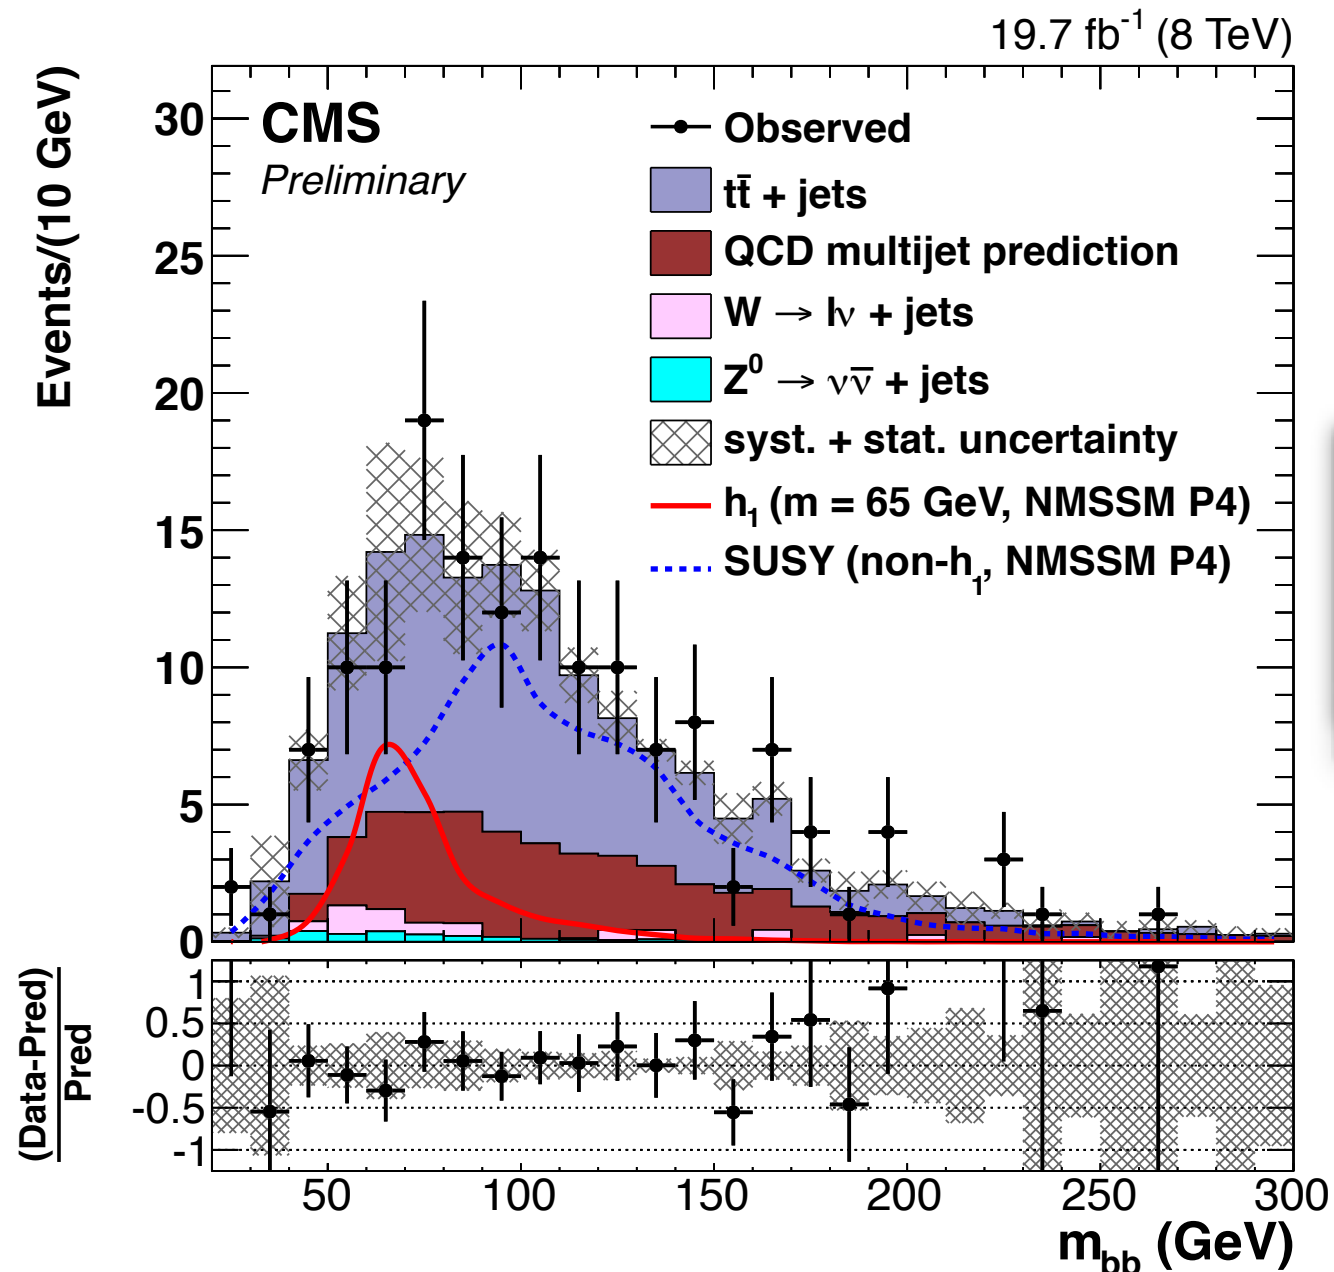 19.7 fb⁻¹ (8 TeV)
Events/(10 GeV)
30
25
20
15
10
5
0
CMS
Preliminary
Observed
tt̄ + jets
QCD multijet prediction
W → lν + jets
Z⁰ → νν̄ + jets
syst. + stat. uncertainty
h₁ (m = 65 GeV, NMSSM P4)
SUSY (non-h₁, NMSSM P4)
(Data-Pred)
Pred
1
0.5
0
-0.5
-1
50 100 150 200 250 300
m_bb (GeV)